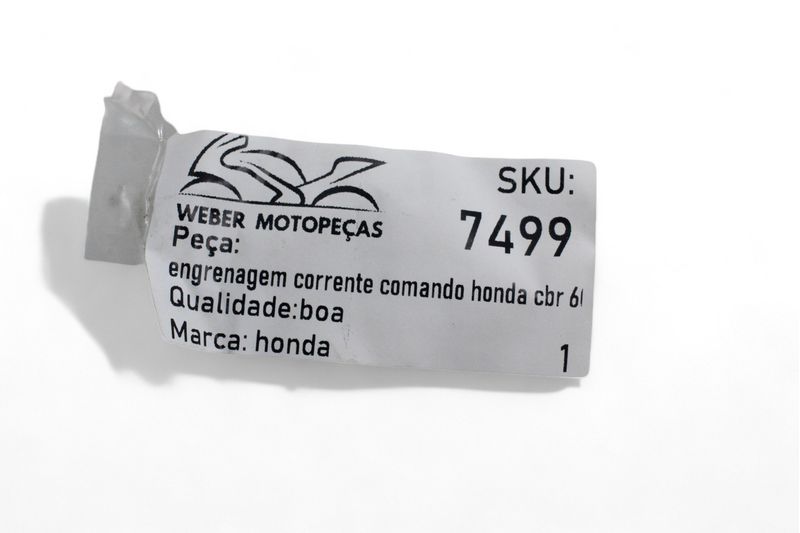 WEBER MOTOPEÇAS
SKU:
7499
Peça:
engrenagem corrente comando honda cbr
Qualidade:boa
Marca: honda
1